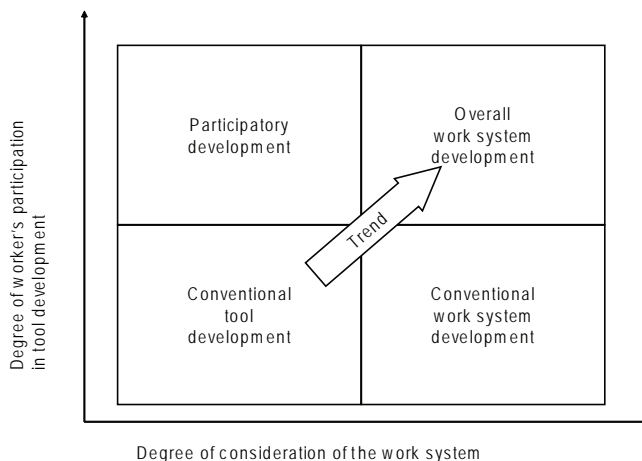 Degree of worker's participation
in tool development
Participatory
development
Overall
work system
development
Trend
Conventional
tool
development
Conventional
work system
development
Degree of consideration of the work system